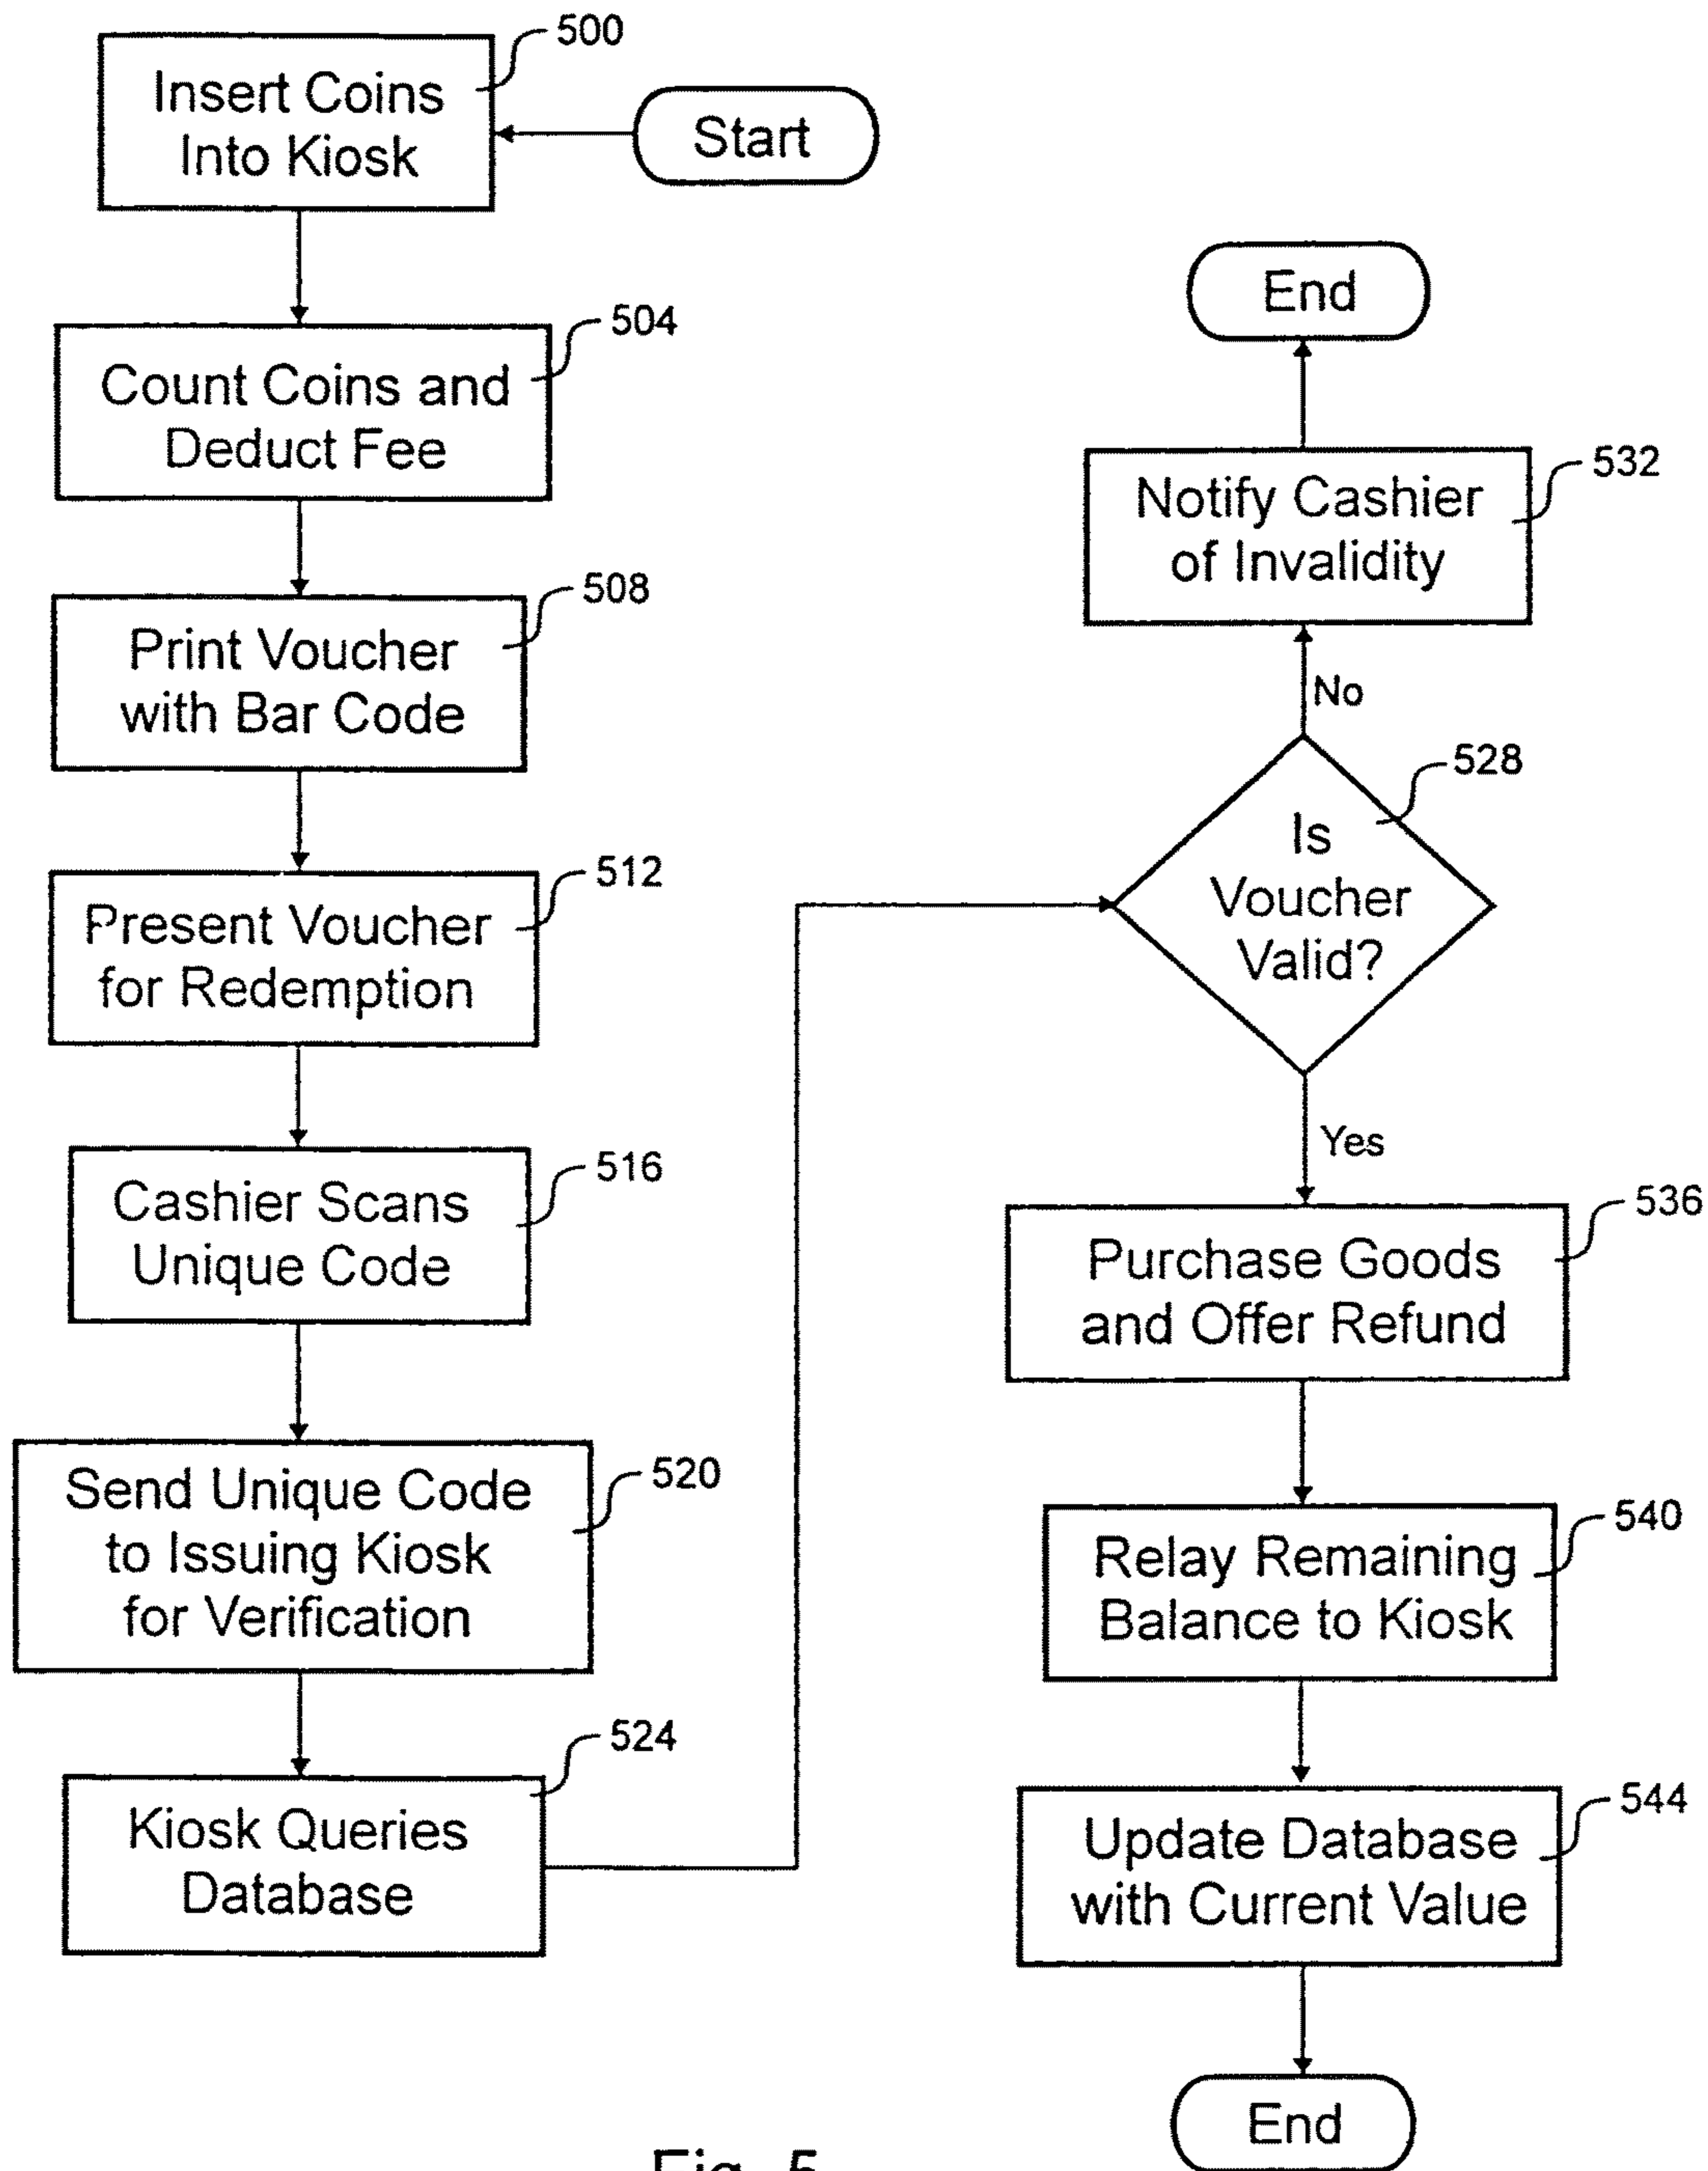 500
Insert Coins
Into Kiosk
Start
504
Count Coins and
Deduct Fee
508
Print Voucher
with Bar Code
512
Present Voucher
for Redemption
516
Cashier Scans
Unique Code
520
Send Unique Code
to Issuing Kiosk
for Verification
524
Kiosk Queries
Database
End
532
Notify Cashier
of Invalidity
No
528
Is
Voucher
Valid?
Yes
536
Purchase Goods
and Offer Refund
540
Relay Remaining
Balance to Kiosk
544
Update Database
with Current Value
End
Fig. 5